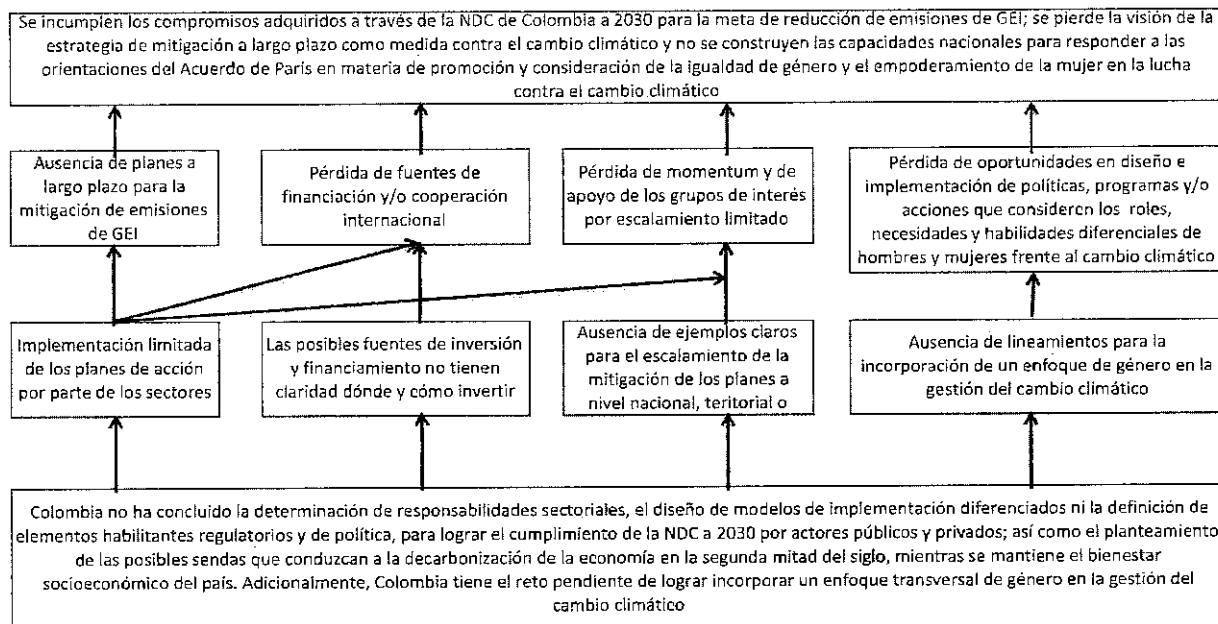 Se incumplen los compromisos adquiridos a través de la NDC de Colombia a 2030 para la meta de reducción de emisiones de GEI; se pierde la visión de la
estrategia de mitigación a largo plazo como medida contra el cambio climático y no se construyen las capacidades nacionales para responder a las
orientaciones del Acuerdo de París en materia de promoción y consideración de la igualdad de género y el empoderamiento de la mujer en la lucha
contra el cambio climático
Ausencia de planes a
largo plazo para la
mitigación de emisiones
de GEI
Pérdida de fuentes de
financiación y/o cooperación
internacional
Pérdida de momentum y de
apoyo de los grupos de interés
por escalamiento limitado
Pérdida de oportunidades en diseño e
implementación de políticas, programas y/o
acciones que consideren los roles,
necesidades y habilidades diferenciales de
hombres y mujeres frente al cambio climático
Implementación limitada
de los planes de acción
por parte de los sectores
Las posibles fuentes de inversión
y financiamiento no tienen
claridad dónde y cómo invertir
Ausencia de ejemplos claros
para el escalamiento de la
mitigación de los planes a
nivel nacional, territorial o
Ausencia de lineamientos para la
incorporación de un enfoque de género en la
gestión del cambio climático
Colombia no ha concluido la determinación de responsabilidades sectoriales, el diseño de modelos de implementación diferenciados ni la definición de
elementos habilitantes regulatorios y de política, para lograr el cumplimiento de la NDC a 2030 por actores públicos y privados; así como el planteamiento
de las posibles sendas que conduzcan a la decarbonización de la economía en la segunda mitad del siglo, mientras se mantiene el bienestar
socioeconómico del país. Adicionalmente, Colombia tiene el reto pendiente de lograr incorporar un enfoque transversal de género en la gestión del
cambio climático